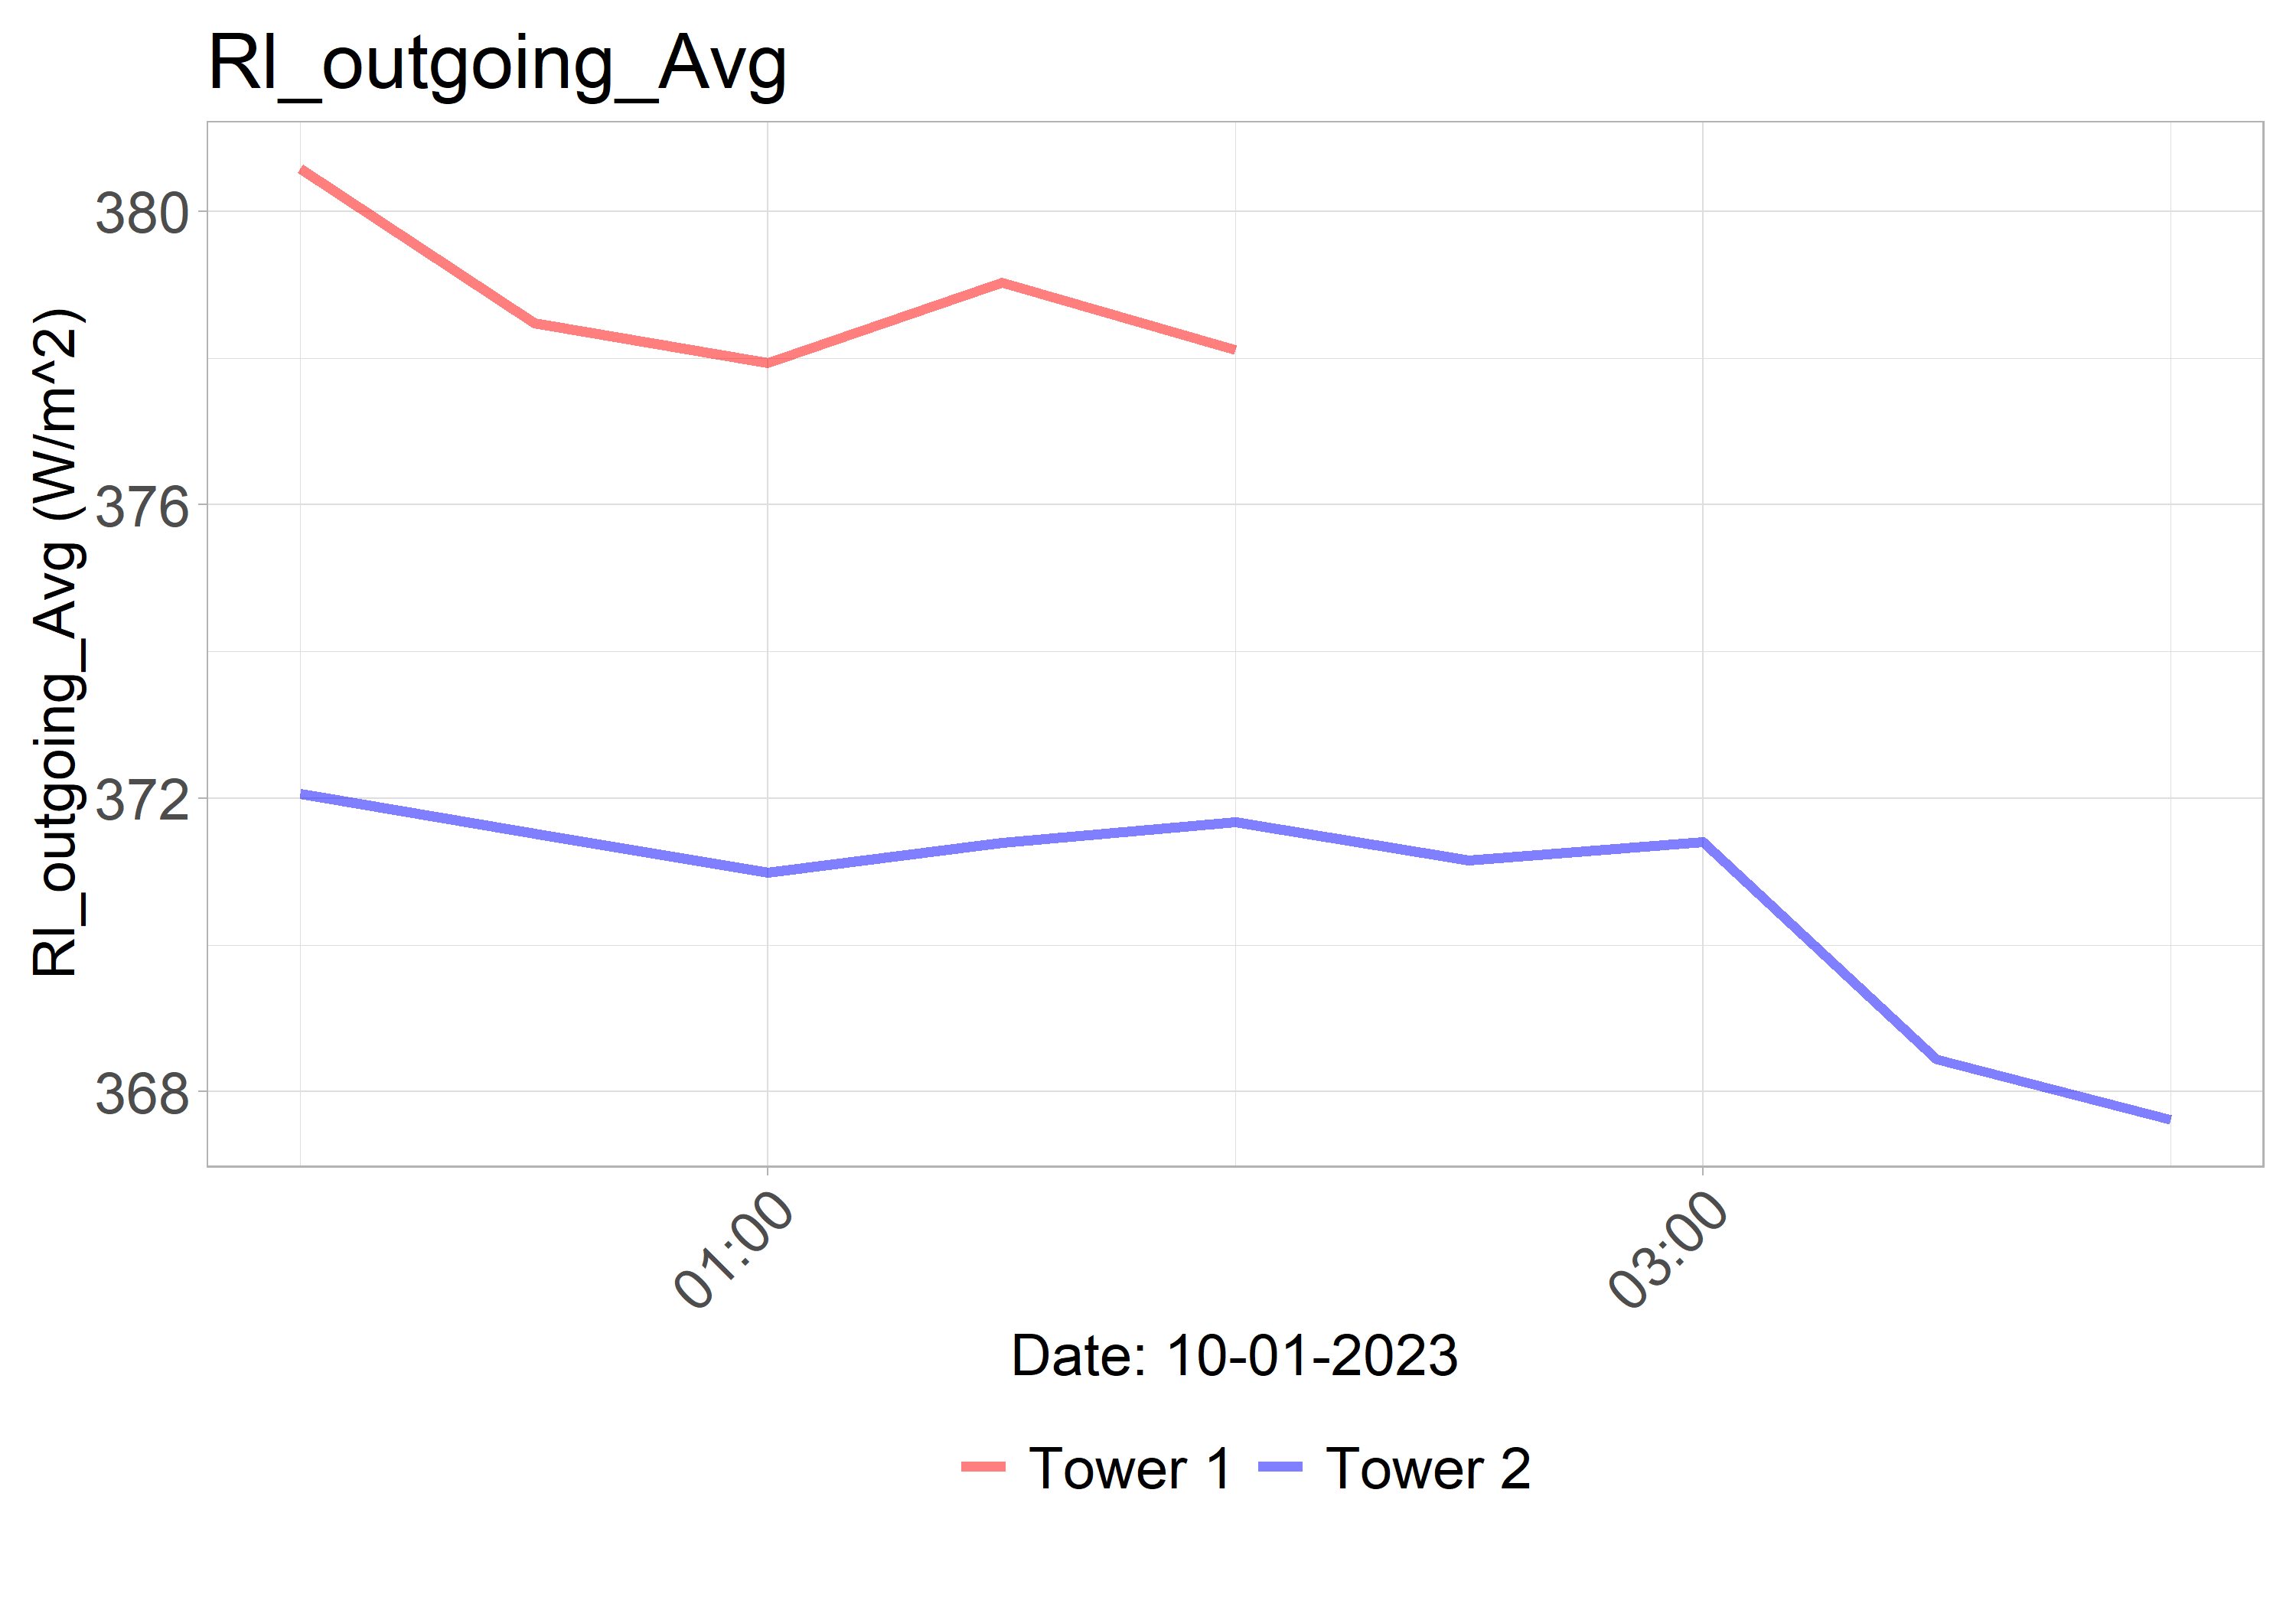 Rl_outgoing_Avg
Rl_outgoing_Avg (W/m^2)
380
376
372
368
01:00
03:00
Date: 10-01-2023
Tower 1
Tower 2